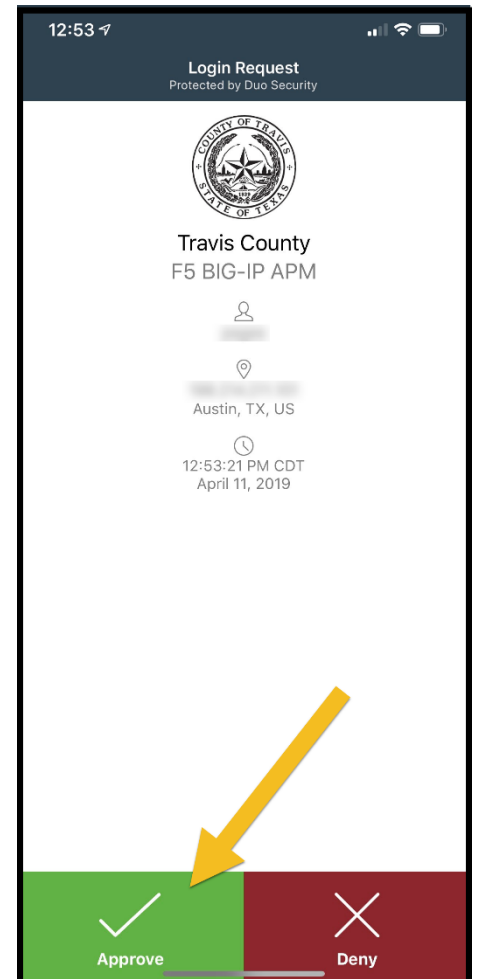 12:53
Login Request
Protected by Duo Security
COUNTY OF TRAVIS
1839
STATE OF TEXAS
Travis County
F5 BIG-IP APM
Austin, TX, US
12:53:21 PM CDT
April 11, 2019
Approve
Deny